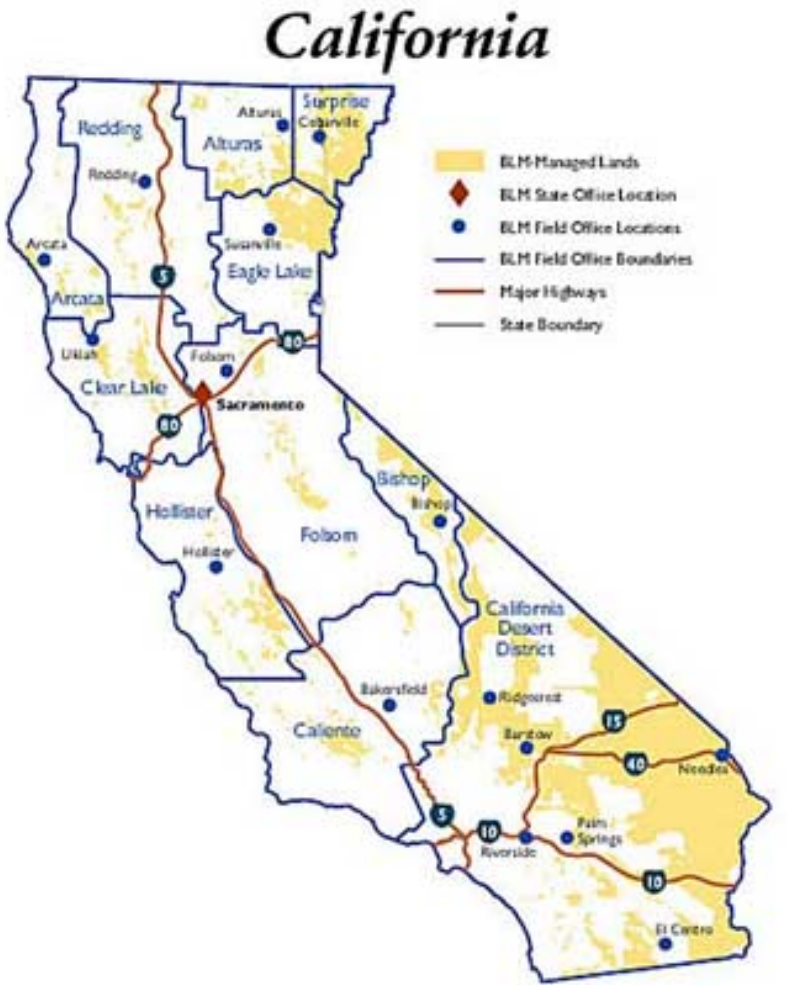 California
Surprise
Redding
Alturas
Cedarville
Alturas
BLM-Managed Lands
Redding
BLM State Office Location
BLM Field Office Locations
Arcata
Susanville
BLM Field Office Boundaries
Eagle Lake
5
Arcata
Major Highways
State Boundary
80
Ukiah
Folsom
Clear Lake
Sacramento
80
Bishop
Bishop
Hollister
Folsom
Hollister
California
Desert
District
Bakersfield
Ridgecrest
15
Caliente
Barstow
40
Needles
5
10
Palm
Springs
Riverside
10
El Centro